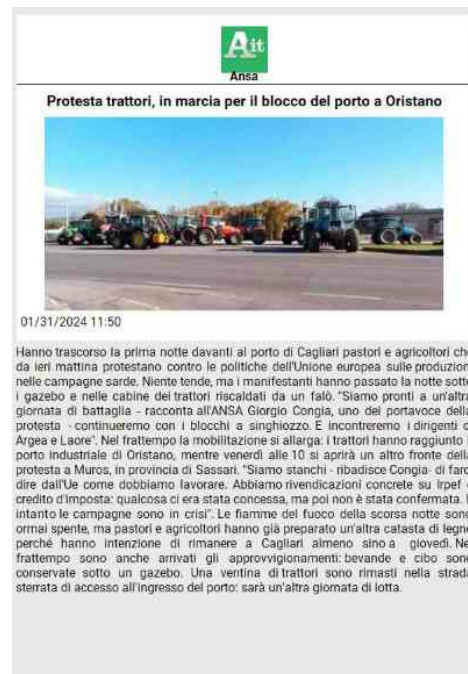 Ait
Ansa
Protesta trattori, in marcia per il blocco del porto a Oristano
01/31/2024 11:50
Hanno trascorso la prima notte davanti al porto di Cagliari pastori e agricoltori che
da ieri mattina protestano contro le politiche dell'Unione europea sulle produzion
nelle campagne sarde. Niente tende, ma i manifestanti hanno passato la notte sotto
i gazebo e nelle cabine dei trattori riscaldati da un falò. "Siamo pronti a un'altra
giornata di battaglia - racconta all'ANSA Giorgio Congia, uno dei portavoce della
protesta - continueremo con i blocchi a singhiozzo. E incontreremo i dirigenti d
Argea e Laore". Nel frattempo la mobilitazione si allarga: i trattori hanno raggiunto i
porto industriale di Oristano, mentre venerdì alle 10 si aprirà un altro fronte della
protesta a Muros, in provincia di Sassari. "Siamo stanchi - ribadisce Congia- di farc
dire dall'Ue come dobbiamo lavorare. Abbiamo rivendicazioni concrete su Irpef e
credito d'imposta: qualcosa ci era stata concessa, ma poi non è stata confermata. I
intanto le campagne sono in crisi". Le fiamme del fuoco della scorsa notte sono
ormai spente, ma pastori e agricoltori hanno già preparato un'altra catasta di legno
perché hanno intenzione di rimanere a Cagliari almeno sino a giovedì. Ne
frattempo sono anche arrivati gli approvvigionamenti: bevande e cibo sono
conservate sotto un gazebo. Una ventina di trattori sono rimasti nella strada
sterrata di accesso all'ingresso del porto: sarà un'altra giornata di lotta.